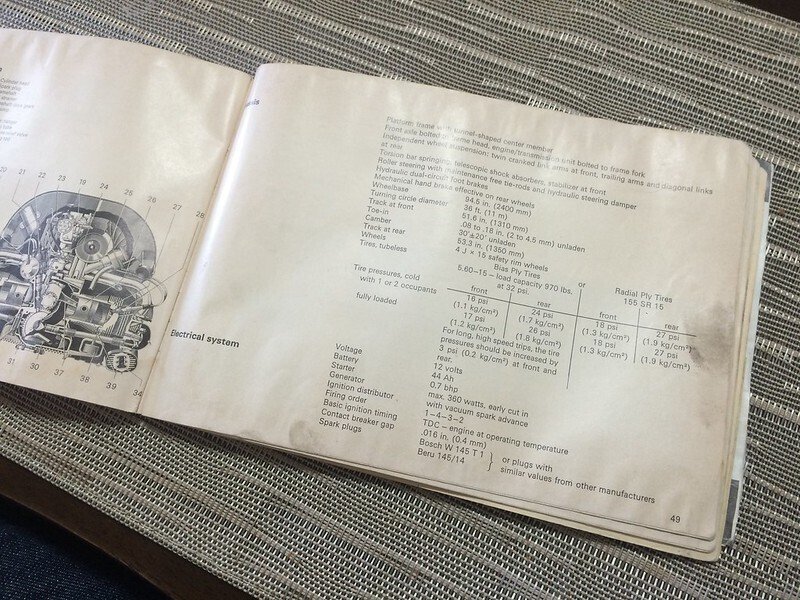 Cylinder head
20 21 22 23 24 25 26 27 28
31 30 38 37 36 35 39 34
Platform frame with tunnel-shaped center member
Front axle bolted to frame head, engine/transmission unit bolted to frame fork
Independent wheel suspension: twin cranked link arms at front, trailing arms and diagonal links
at rear
Torsion bar springing, telescopic shock absorbers, stabilizer at front
Roller steering with maintenance free tie-rods and hydraulic steering damper
Hydraulic dual-circuit foot brakes
Mechanical hand brake effective on rear wheels
Wheelbase 94.5 in. (2400 mm)
Turning circle diameter 36 ft. (11 m)
Track at front 51.6 in. (1310 mm)
Toe-in .08 to .18 in. (2 to 4.5 mm) unladen
Camber 30'±20' unladen
Track at rear 53.3 in. (1350 mm)
Wheels 4 J × 15 safety rim wheels
Tires, tubeless Bias Ply Tires or Radial Ply Tires
5.60-15 – load capacity 970 lbs. 155 SR 15
at 32 psi.
Tire pressures, cold front rear front rear
with 1 or 2 occupants 16 psi 24 psi 18 psi 27 psi
(1.1 kg/cm²) (1.7 kg/cm²) (1.3 kg/cm²) (1.9 kg/cm²)
fully loaded 17 psi 26 psi 18 psi 27 psi
(1.2 kg/cm²) (1.8 kg/cm²) (1.3 kg/cm²) (1.9 kg/cm²)
For long, high speed trips, the tire
pressures should be increased by
3 psi (0.2 kg/cm²) at front and
rear.
Electrical system
Voltage 12 volts
Battery 44 Ah
Starter 0.7 bhp
Generator max. 360 watts, early cut in
Ignition distributor with vacuum spark advance
Firing order 1–4–3–2
Basic ignition timing TDC – engine at operating temperature
Contact breaker gap .016 in. (0.4 mm)
Spark plugs Bosch W 145 T 1 or plugs with
Beru 145/14 similar values from other manufacturers
49